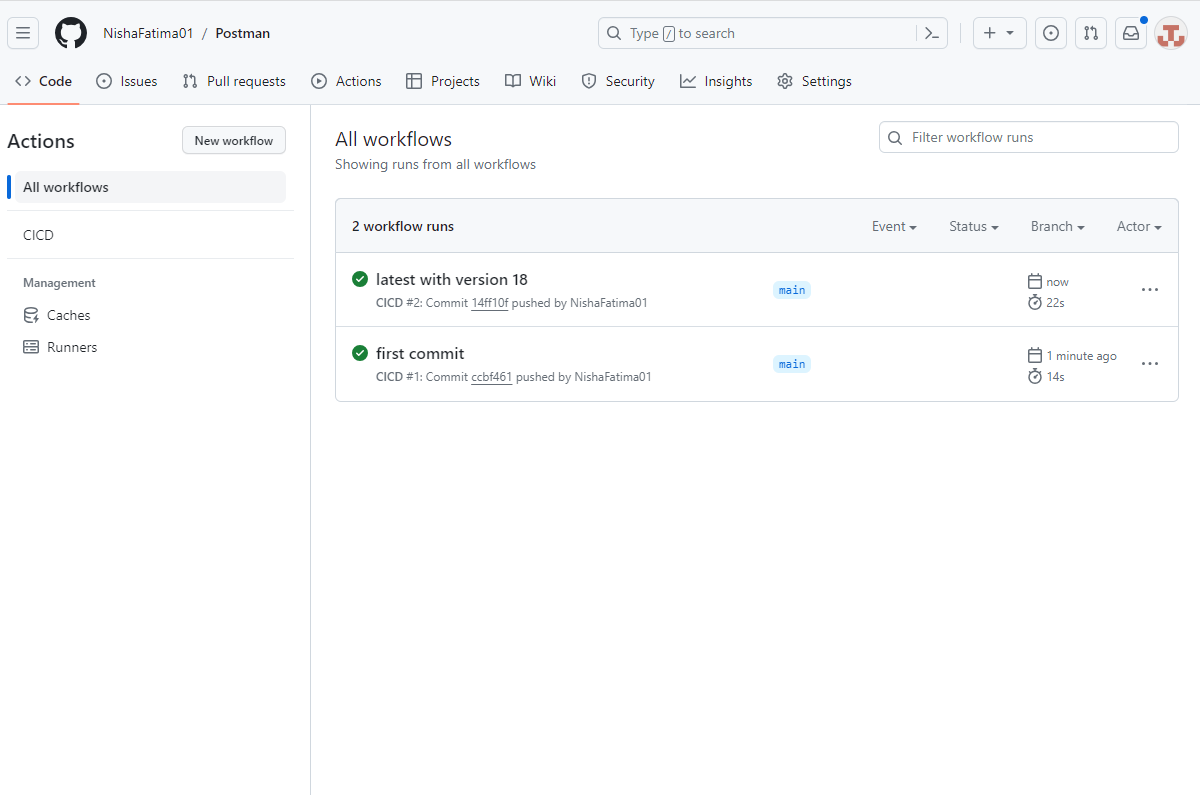 NishaFatima01 / Postman
Type / to search
Code Issues Pull requests Actions Projects Wiki Security Insights Settings
Actions
New workflow
All workflows
CICD
Management
Caches
Runners
All workflows
Showing runs from all workflows
Filter workflow runs
2 workflow runs
Event Status Branch Actor
latest with version 18
CICD #2: Commit 14ff10f pushed by NishaFatima01
main
now
22s
first commit
CICD #1: Commit ccbf461 pushed by NishaFatima01
main
1 minute ago
14s